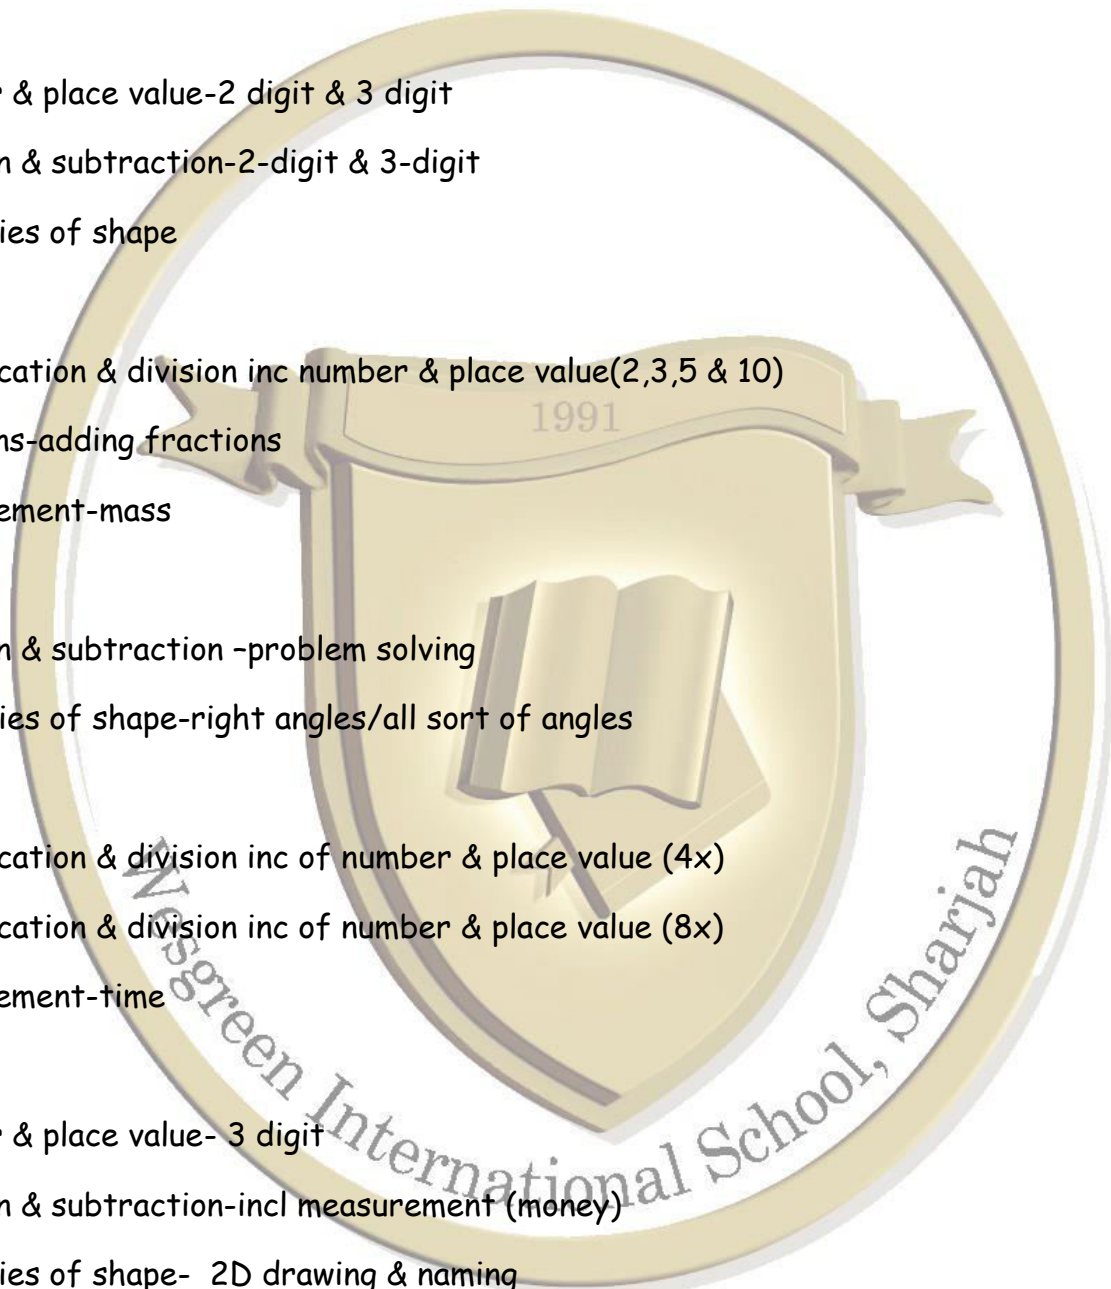 & place value-2 digit & 3 digit
n & subtraction-2-digit & 3-digit
ies of shape
cation & division inc number & place value(2,3,5 & 10)
1991
ns-adding fractions
ement-mass
n & subtraction –problem solving
ies of shape-right angles/all sort of angles
cation & division inc of number & place value (4x)
cation & division inc of number & place value (8x)
ement-time
& place value- 3 digit
n & subtraction-incl measurement (money)
ies of shape- 2D drawing & naming
Wesgreen International School, Sharjah